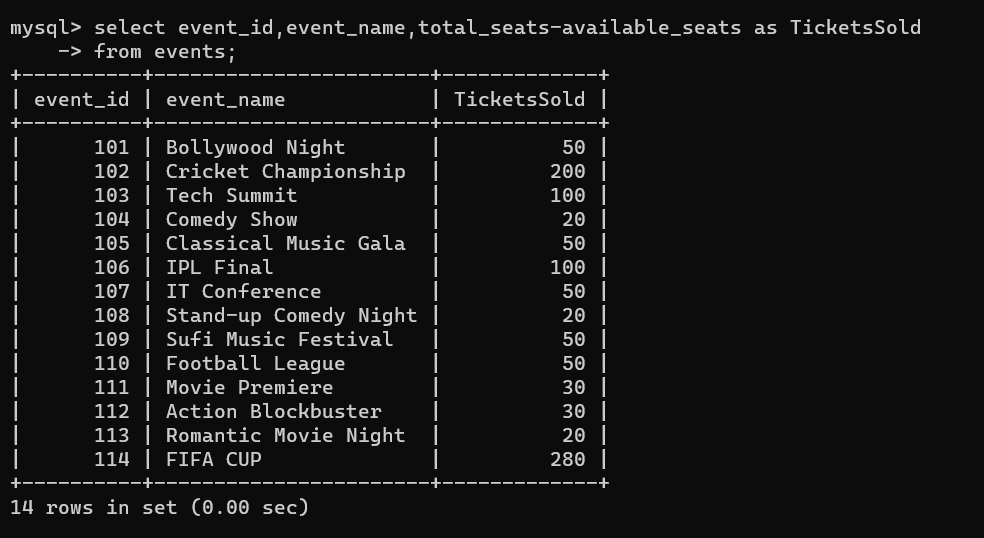 mysql> select event_id,event_name,total_seats-available_seats as TicketsSold
    -> from events;
+----------+-----------------------+-------------+
| event_id | event_name            | TicketsSold |
+----------+-----------------------+-------------+
|      101 | Bollywood Night       |          50 |
|      102 | Cricket Championship  |         200 |
|      103 | Tech Summit           |         100 |
|      104 | Comedy Show           |          20 |
|      105 | Classical Music Gala  |          50 |
|      106 | IPL Final             |         100 |
|      107 | IT Conference         |          50 |
|      108 | Stand-up Comedy Night |          20 |
|      109 | Sufi Music Festival   |          50 |
|      110 | Football League       |          50 |
|      111 | Movie Premiere        |          30 |
|      112 | Action Blockbuster    |          30 |
|      113 | Romantic Movie Night  |          20 |
|      114 | FIFA CUP              |         280 |
+----------+-----------------------+-------------+
14 rows in set (0.00 sec)